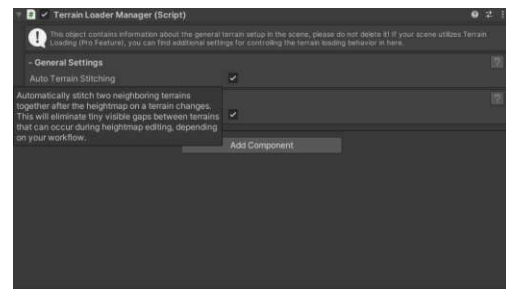 Terrain Loader Manager (Script)
This object contains information about the general terrain setup in the scene, please do not delete it! If your scene utilizes Terrain
Loading (Pro Feature), you can find additional settings for controlling the terrain loading behavior in here.
- General Settings
Auto Terrain Stitching
Automatically stitch two neighboring terrains
together after the heightmap on a terrain changes.
This will eliminate tiny visible gaps between terrains
that can occur during heightmap editing, depending
on your workflow.
Add Component